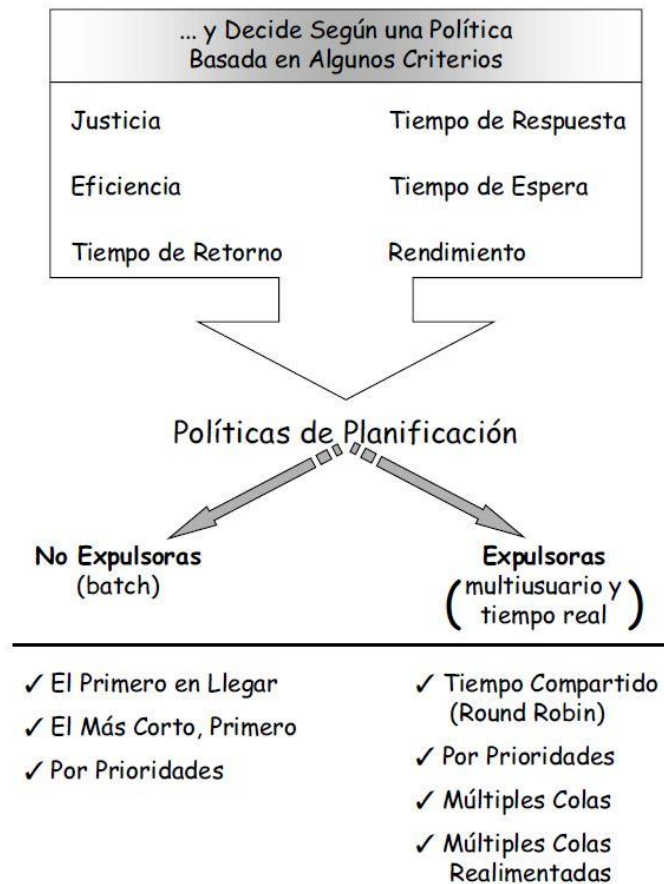 ... y Decide Según una Política
Basada en Algunos Criterios
Justicia
Tiempo de Respuesta
Eficiencia
Tiempo de Espera
Tiempo de Retorno
Rendimiento
Políticas de Planificación
No Expulsoras
(batch)
Expulsoras
(multiusuario y
tiempo real)
✓ El Primero en Llegar
✓ El Más Corto, Primero
✓ Por Prioridades
✓ Tiempo Compartido
(Round Robin)
✓ Por Prioridades
✓ Múltiples Colas
✓ Múltiples Colas
Realimentadas